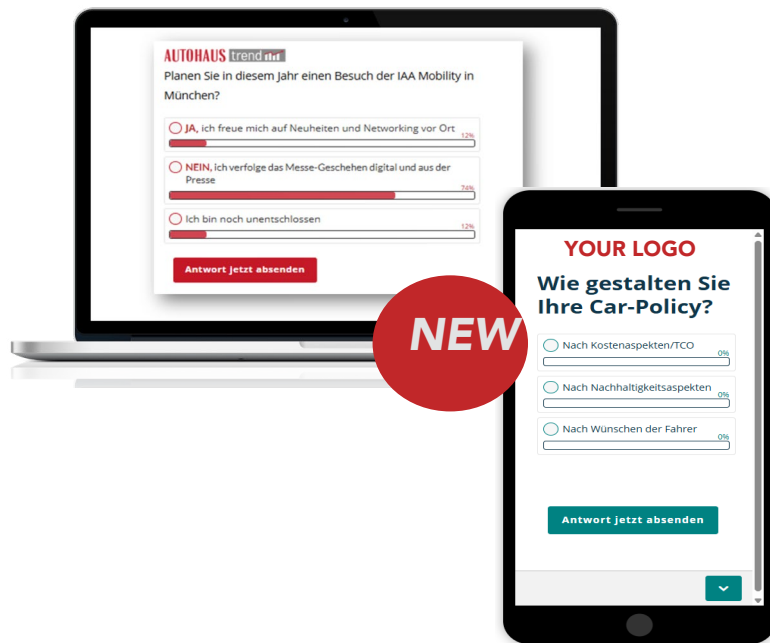 AUTOHAUS trend
Planen Sie in diesem Jahr einen Besuch der IAA Mobility in
München?
JA, ich freue mich auf Neuheiten und Networking vor Ort
12%
NEIN, ich verfolge das Messe-Geschehen digital und aus der
Presse
74%
Ich bin noch unentschlossen
12%
Antwort jetzt absenden
NEW
YOUR LOGO
Wie gestalten Sie
Ihre Car-Policy?
Nach Kostenaspekten/TCO
0%
Nach Nachhaltigkeitsaspekten
0%
Nach Wünschen der Fahrer
0%
Antwort jetzt absenden